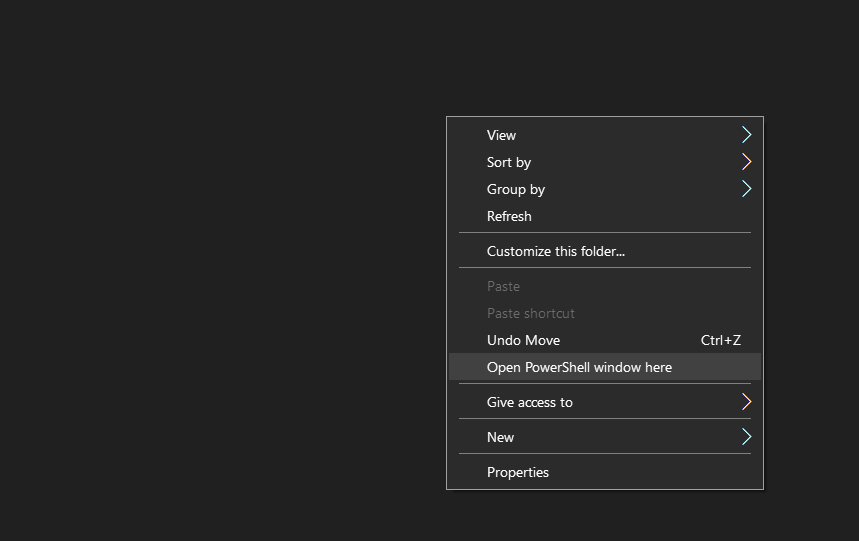 View
Sort by
Group by
Refresh
Customize this folder...
Paste
Paste shortcut
Undo Move Ctrl+Z
Open PowerShell window here
Give access to
New
Properties